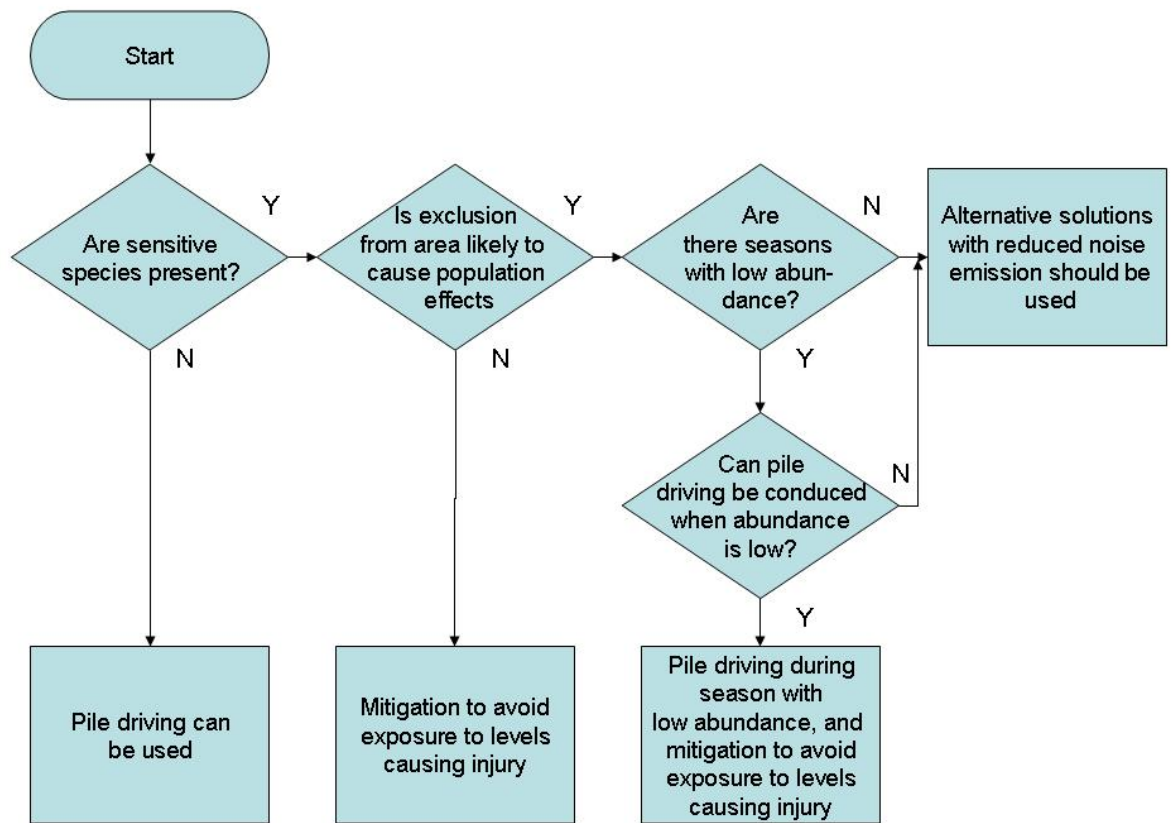 Start
Are sensitive
species present?
Y
N
Is exclusion
from area likely to
cause population
effects
Y
N
Are
there seasons
with low abun-
dance?
N
Y
Alternative solutions
with reduced noise
emission should be
used
Can pile
driving be conduced
when abundance
is low?
N
Y
Pile driving can
be used
Mitigation to avoid
exposure to levels
causing injury
Pile driving during
season with
low abundance, and
mitigation to avoid
exposure to levels
causing injury